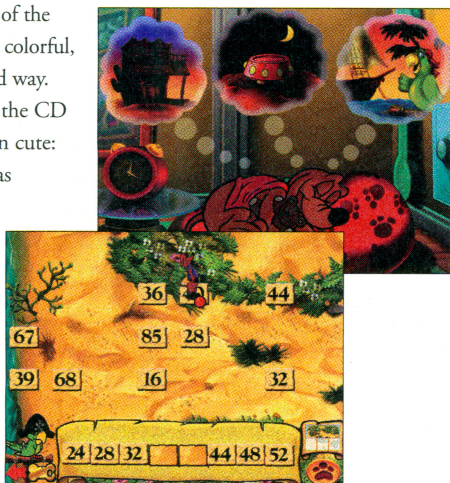 of the
colorful,
d way.
the CD
n cute:
as
36 44
67 85 28
39 68 16 32
24 28 32 44 48 52